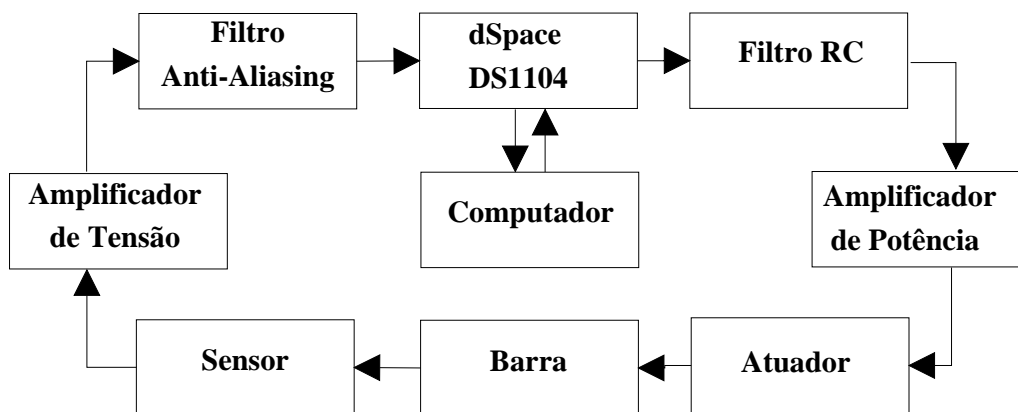 Filtro
Anti-Aliasing
dSpace
DS1104
Filtro RC
Amplificador
de Tensão
Computador
Amplificador
de Potência
Sensor
Barra
Atuador